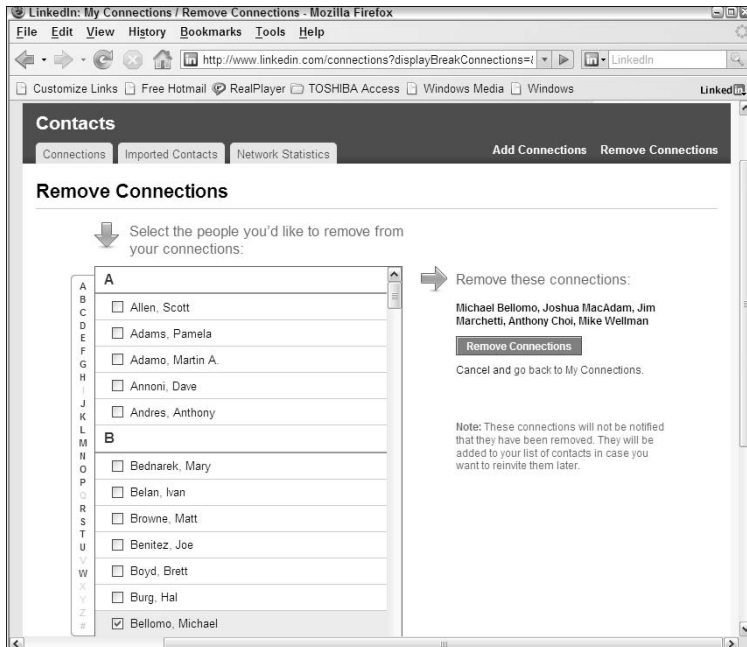 LinkedIn: My Connections / Remove Connections - Mozilla Firefox
File Edit View History Bookmarks Tools Help
http://www.linkedin.com/connections?displayBreakConnections=
LinkedIn
Customize Links Free Hotmail RealPlayer TOSHIBA Access Windows Media Windows
Linked in
Contacts
Connections Imported Contacts Network Statistics
Add Connections Remove Connections
Remove Connections
Select the people you'd like to remove from
your connections:
A
B
C
D
E
F
G
H
I
J
K
L
M
N
O
P
Q
R
S
T
U
V
W
X
Y
Z
#
A
Allen, Scott
Adams, Pamela
Adamo, Martin A.
Annoni, Dave
Andres, Anthony
B
Bednarek, Mary
Belan, Ivan
Browne, Matt
Benitez, Joe
Boyd, Brett
Burg, Hal
Bellomo, Michael
Remove these connections:
Michael Bellomo, Joshua MacAdam, Jim
Marchetti, Anthony Choi, Mike Wellman
Remove Connections
Cancel and go back to My Connections.
Note: These connections will not be notified
that they have been removed. They will be
added to your list of contacts in case you
want to reinvite them later.